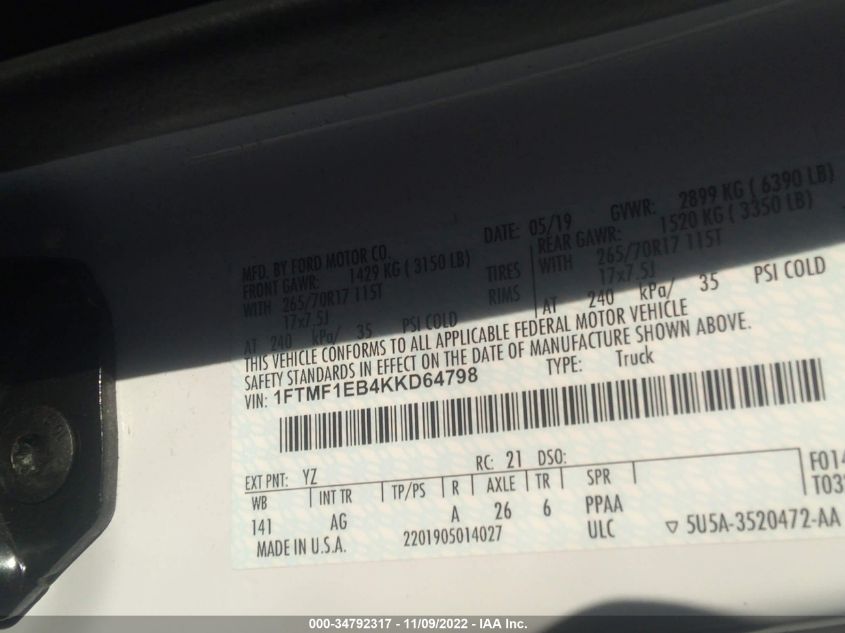 MFD. BY FORD MOTOR CO. DATE: 05/19 GVWR: 2899 KG ( 6390 LB)
FRONT GAWR: 1429 KG ( 3150 LB) REAR GAWR: 1520 KG ( 3350 LB)
WITH 265/70R17 115T TIRES WITH 265/70R17 115T
17x7.5J RIMS 17x7.5J
AT 240 kPa/ 35 PSI COLD AT 240 kPa/ 35 PSI COLD
THIS VEHICLE CONFORMS TO ALL APPLICABLE FEDERAL MOTOR VEHICLE
SAFETY STANDARDS IN EFFECT ON THE DATE OF MANUFACTURE SHOWN ABOVE.
VIN: 1FTMF1EB4KKD64798 TYPE: Truck
EXT PNT: YZ RC: 21 DSO:
WB INT TR TP/PS R AXLE TR SPR
141 AG A 26 6 PPAA
MADE IN U.S.A. 2201905014027 ULC
F014
T03
5U5A-3520472-AA
000-34792317 - 11/09/2022 - IAA Inc.